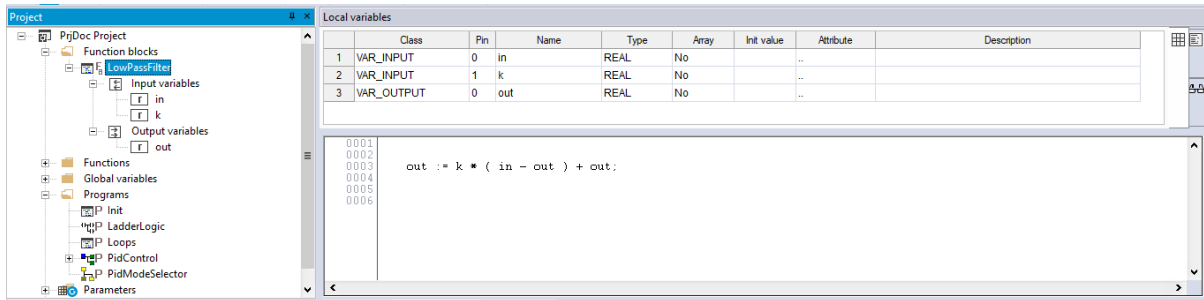 Project
PrjDoc Project
Function blocks
LowPassFilter
Input variables
in
k
Output variables
out
Functions
Global variables
Programs
Init
LadderLogic
Loops
PidControl
PidModeSelector
Parameters
Local variables
Class Pin Name Type Array Init value Attribute Description
1 VAR_INPUT 0 in REAL No ..
2 VAR_INPUT 1 k REAL No ..
3 VAR_OUTPUT 0 out REAL No ..
0001
0002
0003 out := k * ( in - out ) + out;
0004
0005
0006